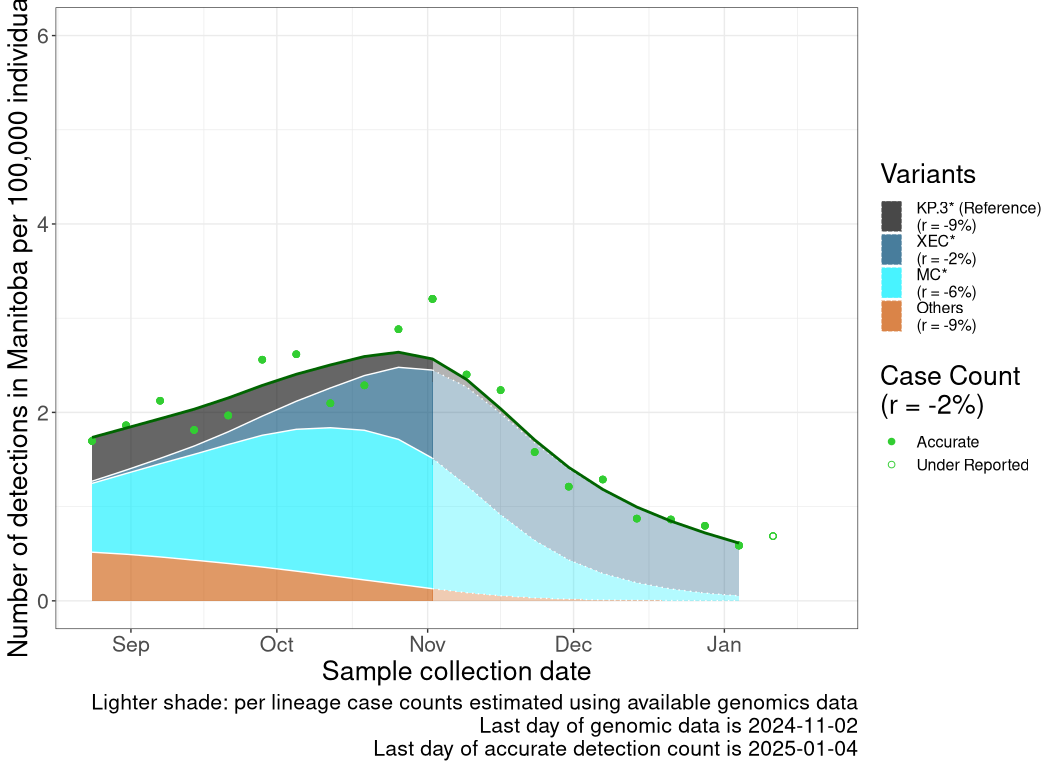 Number of detections in Manitoba per 100,000
6
4
2
0
Sep Oct Nov Dec Jan
Sample collection date
Lighter shade: per lineage case counts estimated using available genomics data
Last day of genomic data is 2024-11-02
Last day of accurate detection count is 2025-01-04
Variants
KP.3* (Reference)
(r = -9%)
XEC*
(r = -2%)
MC*
(r = -6%)
Others
(r = -9%)
Case Count
(r = -2%)
Accurate
Under Reported